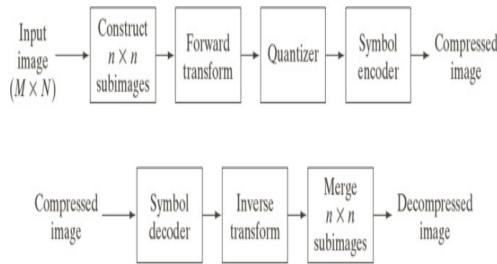 Input
image
(M × N)
Construct
n × n
subimages
Forward
transform
Quantizer
Symbol
encoder
Compressed
image
Compressed
image
Symbol
decoder
Inverse
transform
Merge
n × n
subimages
Decompressed
image